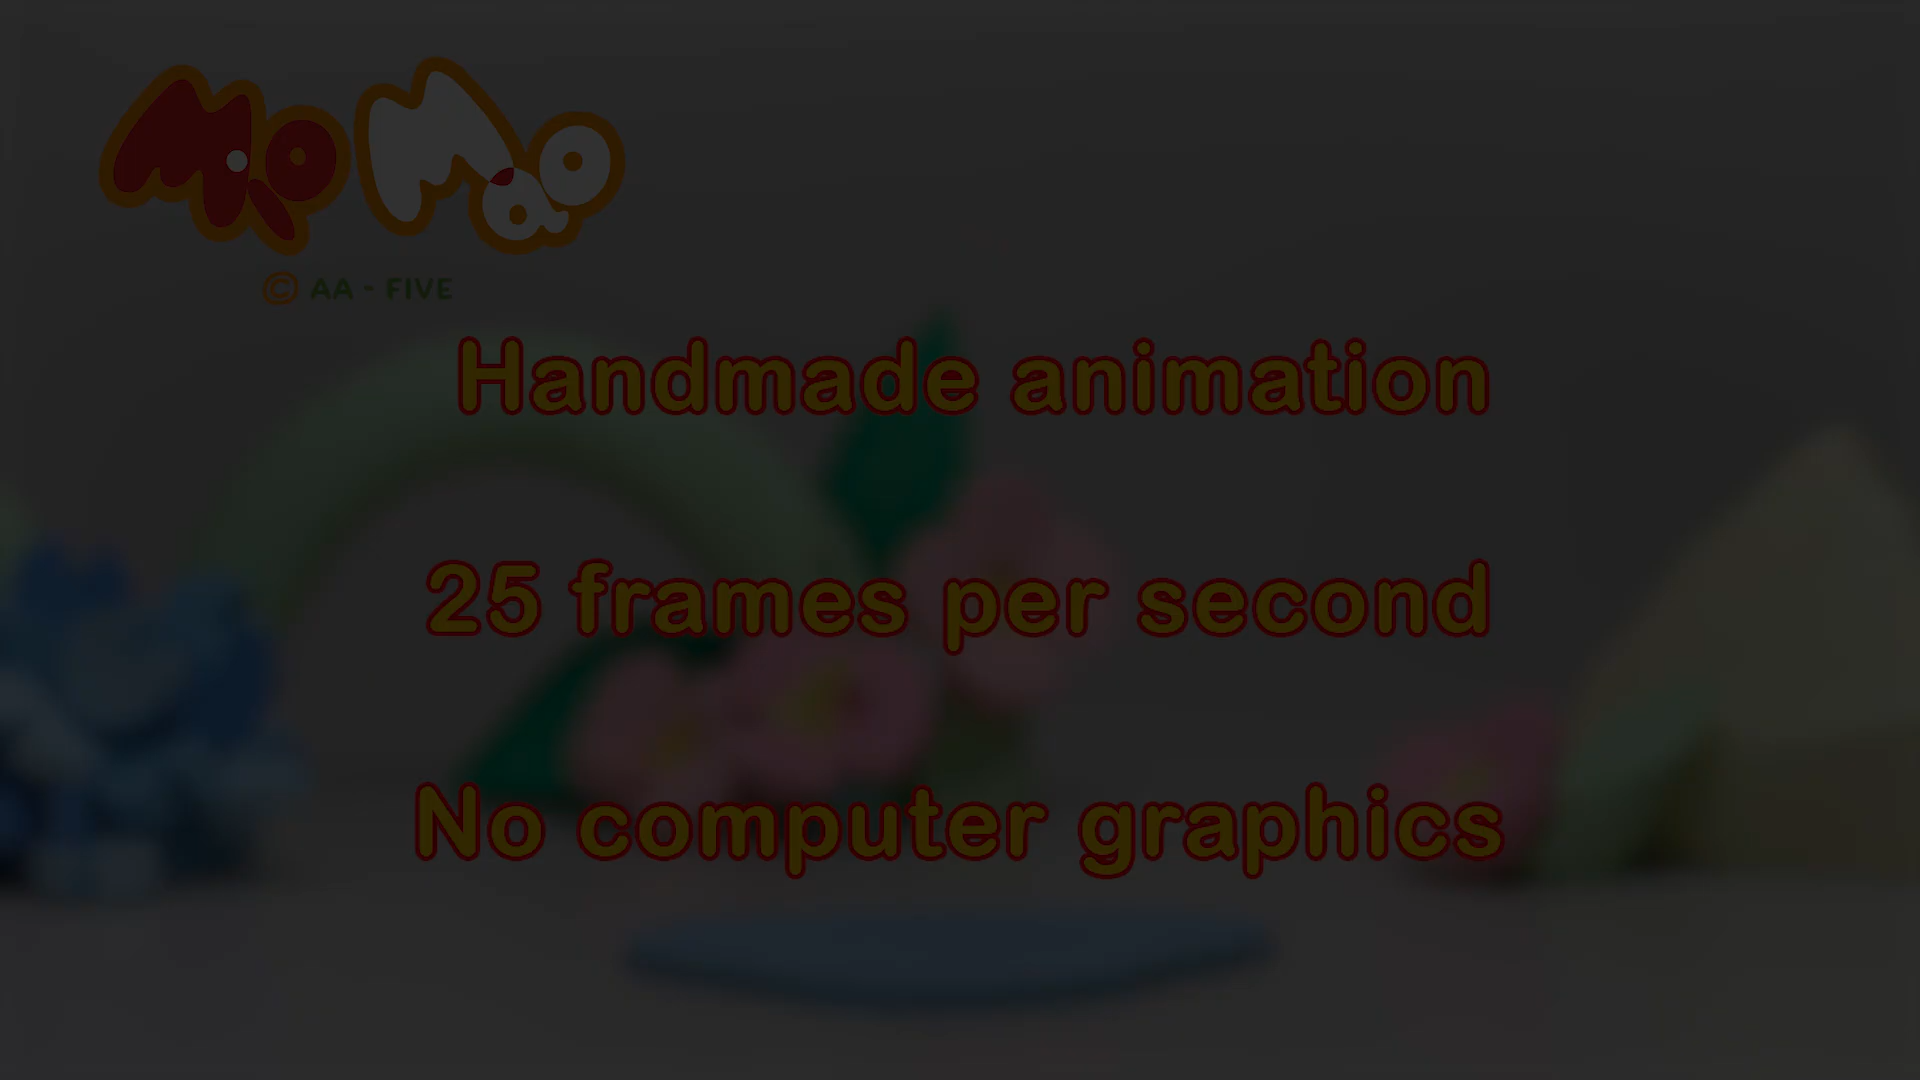 Mio Mao
© AA - FIVE
Handmade animation
25 frames per second
No computer graphics